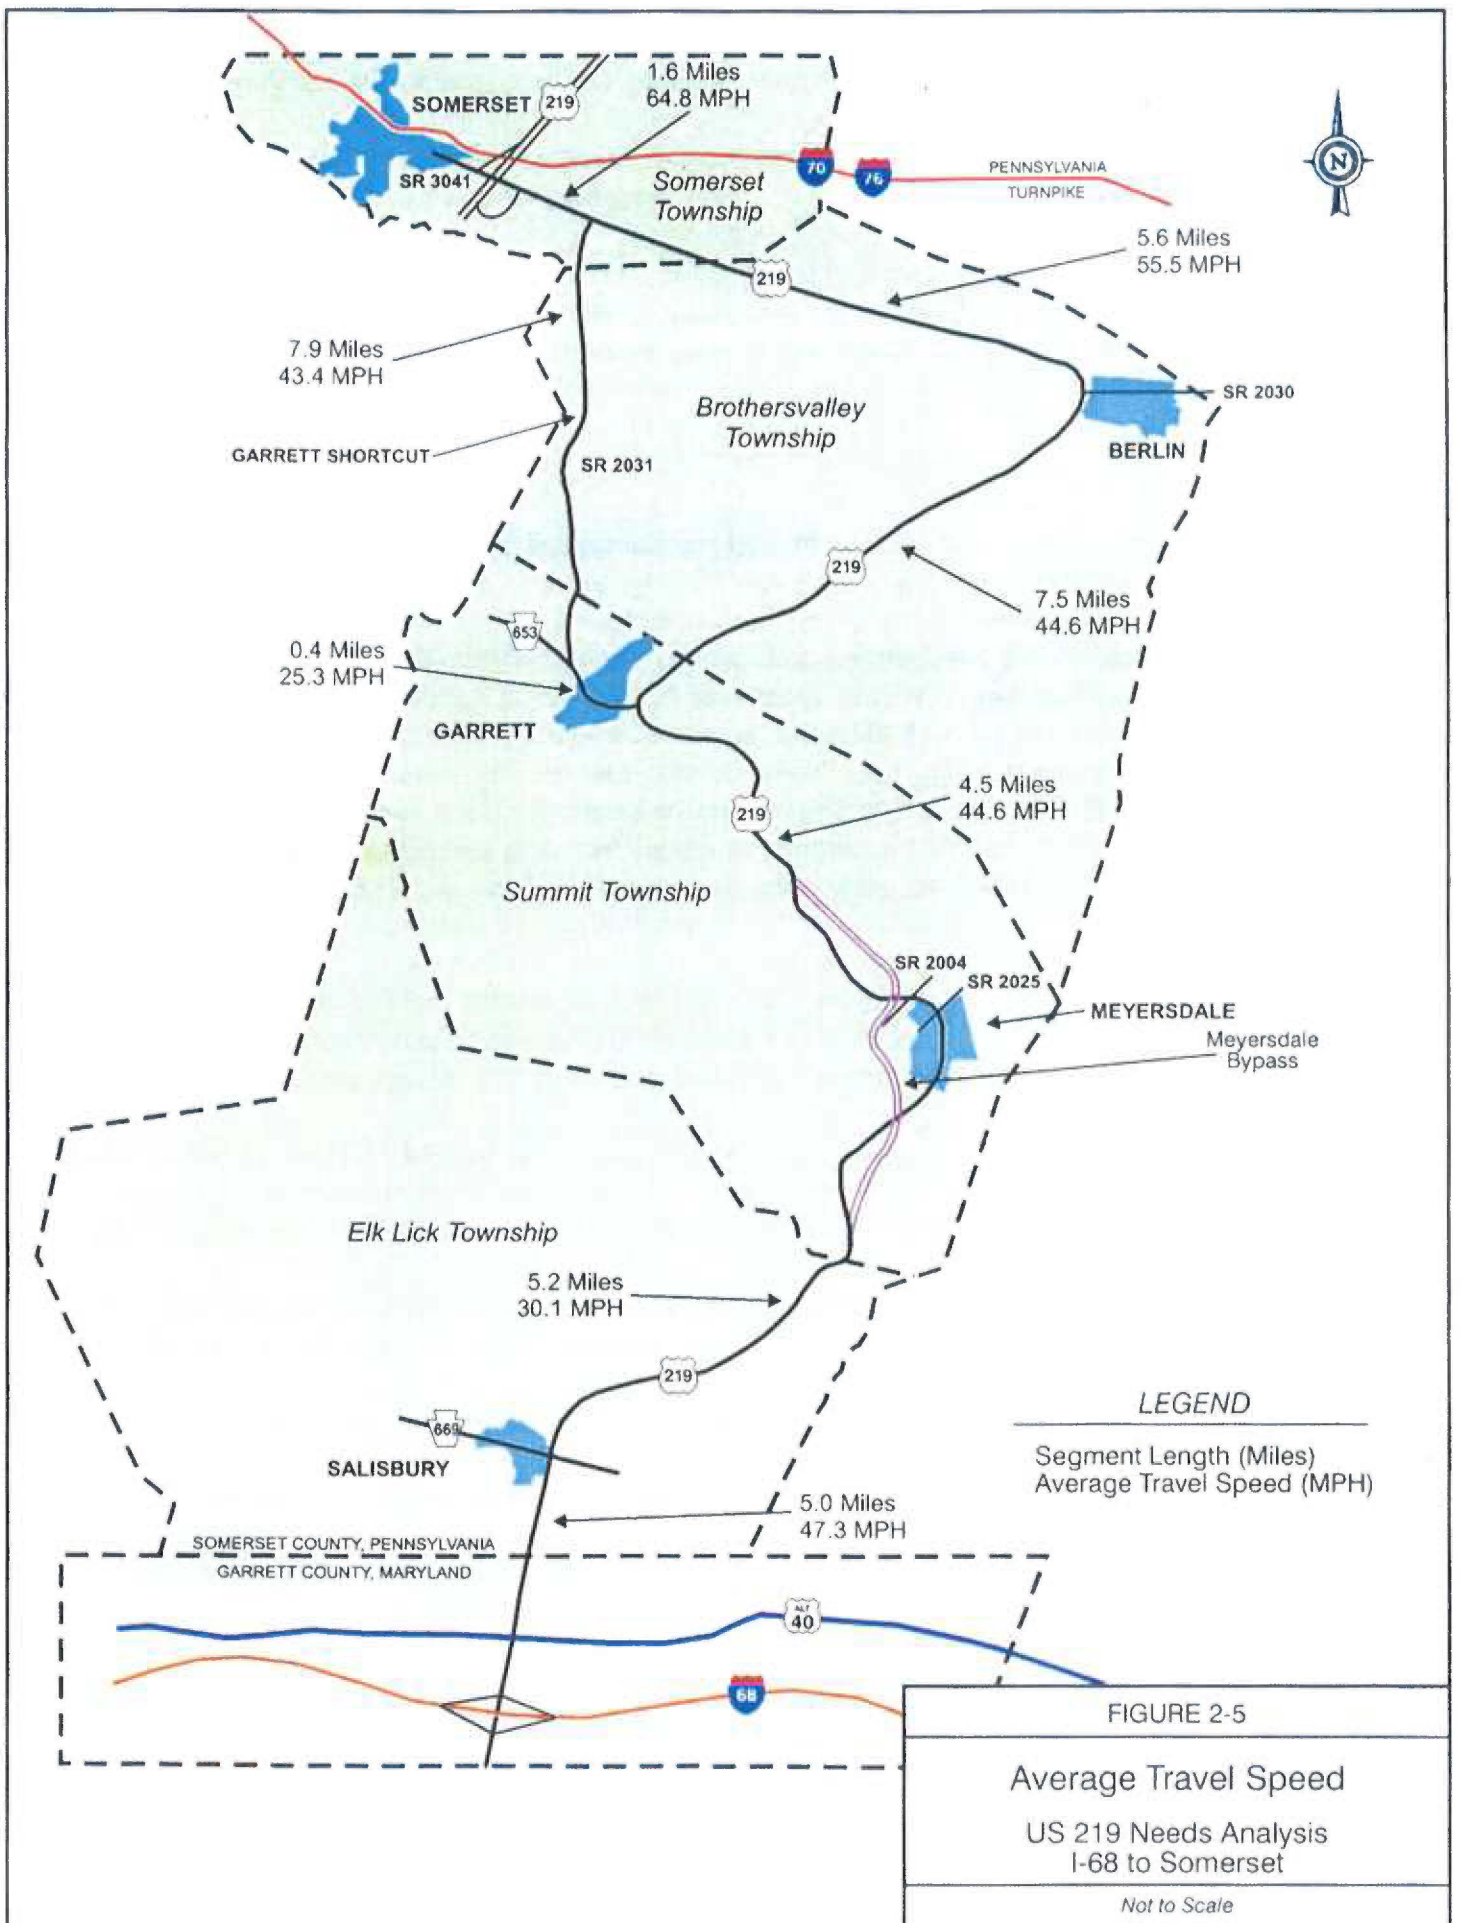 1.6 Miles
64.8 MPH
SOMERSET
219
SR 3041
Somerset
Township
70
76
PENNSYLVANIA
TURNPIKE
N
5.6 Miles
55.5 MPH
219
7.9 Miles
43.4 MPH
Brothersvalley
Township
SR 2030
BERLIN
GARRETT SHORTCUT
SR 2031
219
7.5 Miles
44.6 MPH
653
0.4 Miles
25.3 MPH
GARRETT
4.5 Miles
44.6 MPH
219
Summit Township
SR 2004
SR 2025
MEYERSDALE
Meyersdale
Bypass
Elk Lick Township
5.2 Miles
30.1 MPH
219
669
SALISBURY
LEGEND
Segment Length (Miles)
Average Travel Speed (MPH)
5.0 Miles
47.3 MPH
SOMERSET COUNTY, PENNSYLVANIA
GARRETT COUNTY, MARYLAND
ALT
40
68
FIGURE 2-5
Average Travel Speed
US 219 Needs Analysis
I-68 to Somerset
Not to Scale